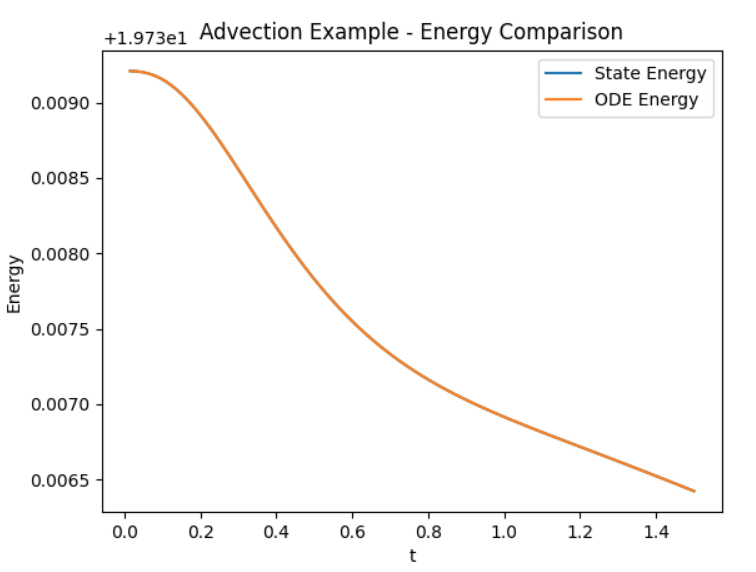 Advection Example - Energy Comparison
+1.973e1
State Energy
ODE Energy
0.0090
0.0085
0.0080
0.0075
0.0070
0.0065
Energy
0.0 0.2 0.4 0.6 0.8 1.0 1.2 1.4
t